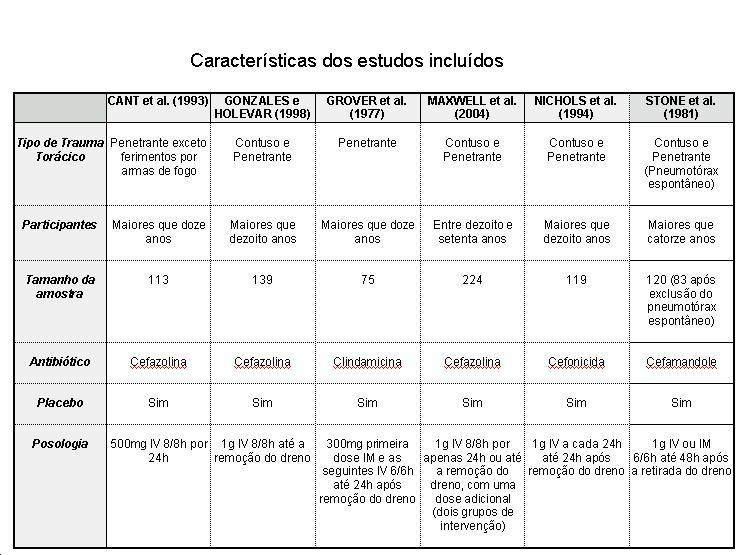 Características dos estudos incluídos
CANT et al. (1993) GONZALES e HOLEVAR (1998) GROVER et al. (1977) MAXWELL et al. (2004) NICHOLS et al. (1994) STONE et al. (1981)
Tipo de Trauma Torácico Penetrante exceto ferimentos por armas de fogo Contuso e Penetrante Penetrante Contuso e Penetrante Contuso e Penetrante Contuso e Penetrante (Pneumotórax espontâneo)
Participantes Maiores que doze anos Maiores que dezoito anos Maiores que doze anos Entre dezoito e setenta anos Maiores que dezoito anos Maiores que catorze anos
Tamanho da amostra 113 139 75 224 119 120 (83 após exclusão do pneumotórax espontâneo)
Antibiótico Cefazolina Cefazolina Clindamicina Cefazolina Cefonicida Cefamandole
Placebo Sim Sim Sim Sim Sim Sim
Posologia 500mg IV 8/8h por 24h 1g IV 8/8h até a remoção do dreno 300mg primeira dose IM e as seguintes IV 6/6h até 24h após remoção do dreno 1g IV 8/8h por apenas 24h ou até a remoção do dreno, com uma dose adicional (dois grupos de intervenção) 1g IV a cada 24h até 24h após remoção do dreno 1g IV ou IM 6/6h até 48h após a retirada do dreno